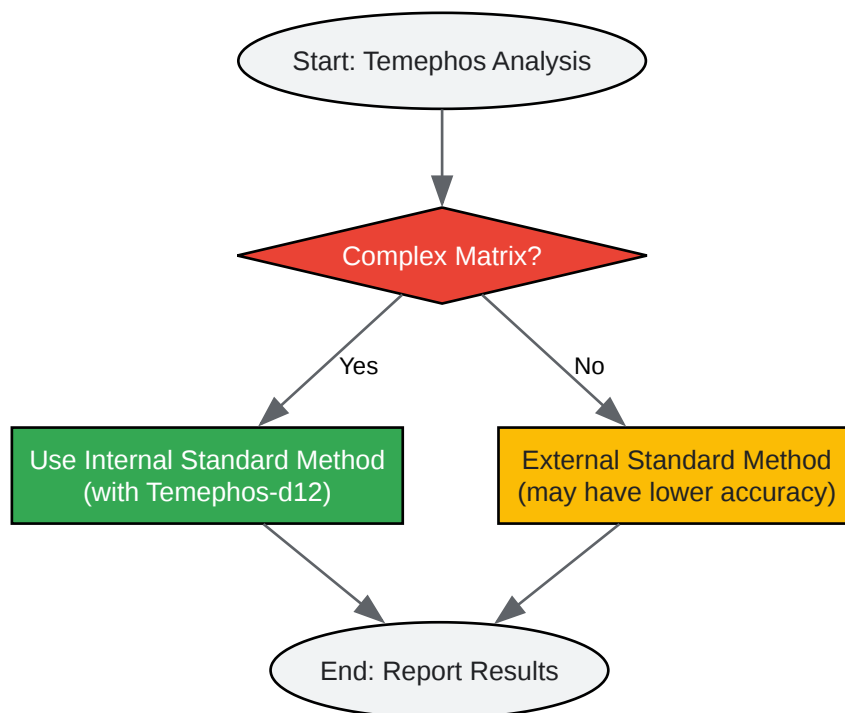 Start: Temephos Analysis
Complex Matrix?
Yes
No
Use Internal Standard Method
(with Temephos-d12)
External Standard Method
(may have lower accuracy)
End: Report Results